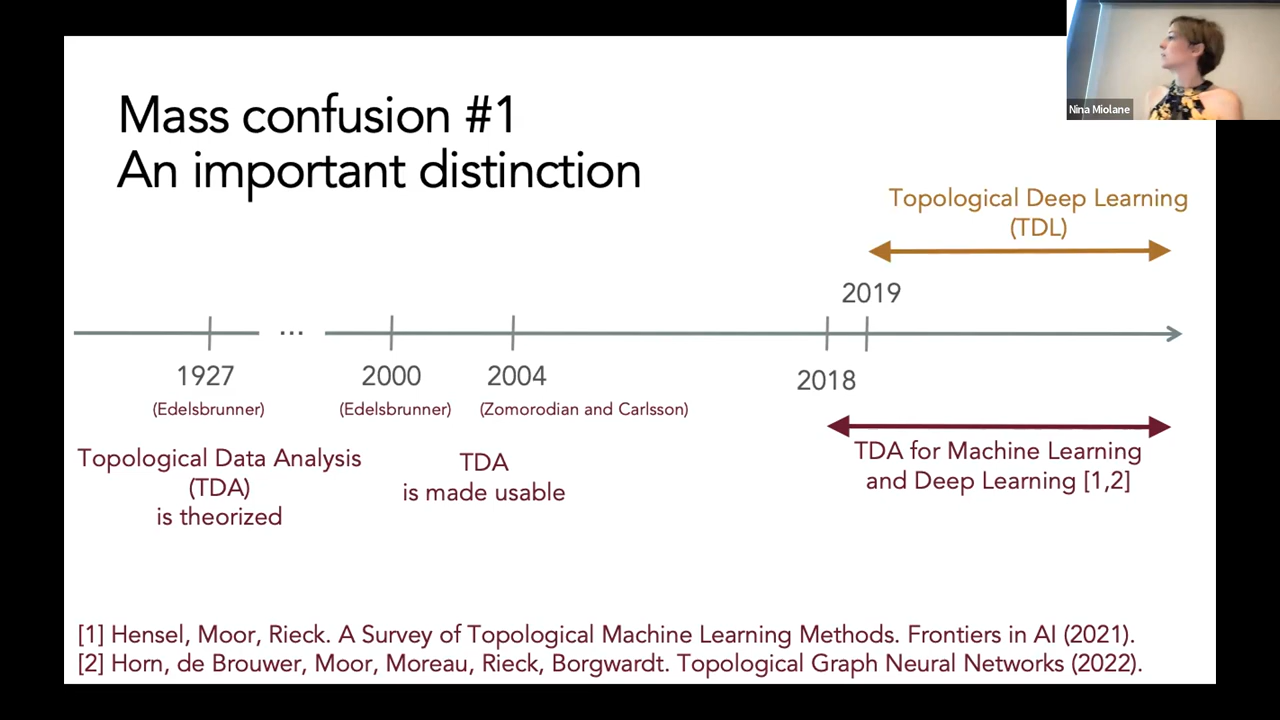 Nina Miolane
Mass confusion #1
An important distinction
Topological Deep Learning
(TDL)
2019
...
1927
2000
2004
2018
(Edelsbrunner)
(Edelsbrunner)
(Zomorodian and Carlsson)
Topological Data Analysis
(TDA)
is theorized
TDA
is made usable
TDA for Machine Learning
and Deep Learning [1,2]
[1] Hensel, Moor, Rieck. A Survey of Topological Machine Learning Methods. Frontiers in AI (2021).
[2] Horn, de Brouwer, Moor, Moreau, Rieck, Borgwardt. Topological Graph Neural Networks (2022).